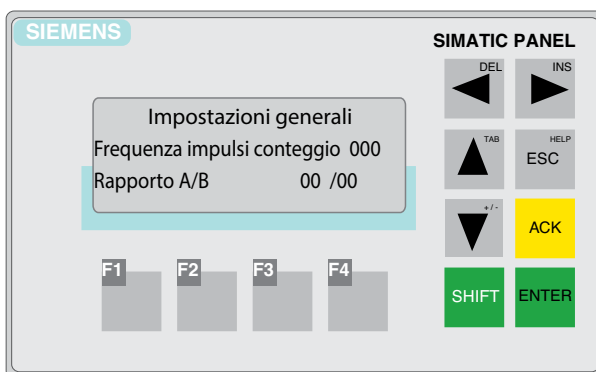 SIEMENS
SIMATIC PANEL
Impostazioni generali
Frequenza impulsi conteggio 000
Rapporto A/B 00 /00
DEL
INS
TAB
HELP
ESC
+/-
ACK
F1
F2
F3
F4
SHIFT
ENTER